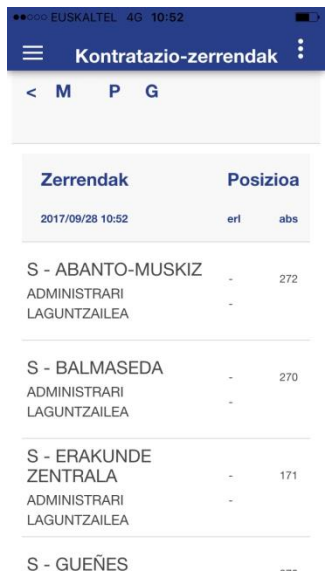 EUSKALTEL 4G 10:52
Kontratazio-zerrendak
< M P G
Zerrendak Posizioa
2017/09/28 10:52 erl abs
S - ABANTO-MUSKIZ - 272
ADMINISTRARI -
LAGUNTZAILEA
S - BALMASEDA - 270
ADMINISTRARI -
LAGUNTZAILEA
S - ERAKUNDE
ZENTRALA - 171
ADMINISTRARI -
LAGUNTZAILEA
S - GUEÑES